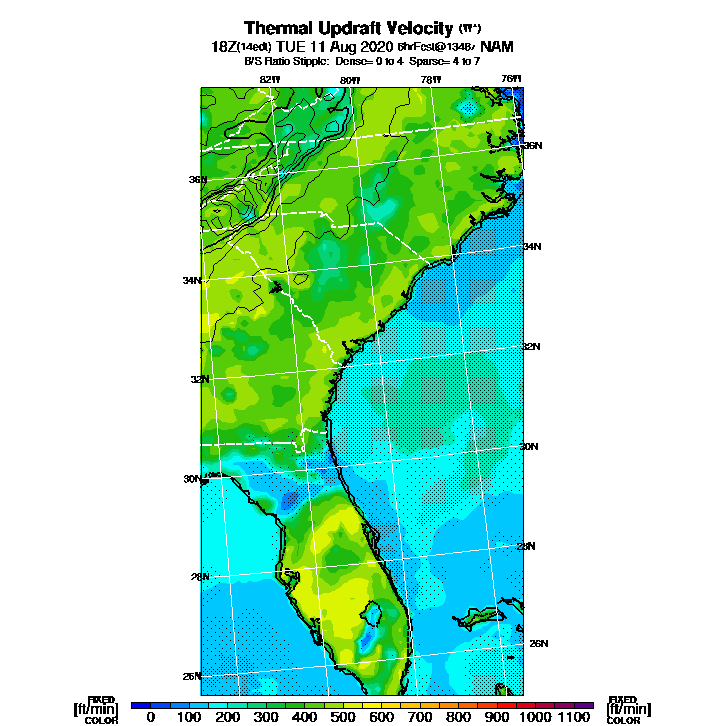 Thermal Updraft Velocity (W*)
18Z(14edt) TUE 11 Aug 2020 6hrFcst@1348z NAM
B/S Ratio Stipple: Dense= 0 to 4 Sparse= 4 to 7
82W 80W 78W 76W
36N
36N
34N
34N
32N
32N
30N
30N
28N
28N
26N
26N
FIXED FIXED
[ft/min] [ft/min]
COLOR 0 100 200 300 400 500 600 700 800 900 1000 1100 COLOR